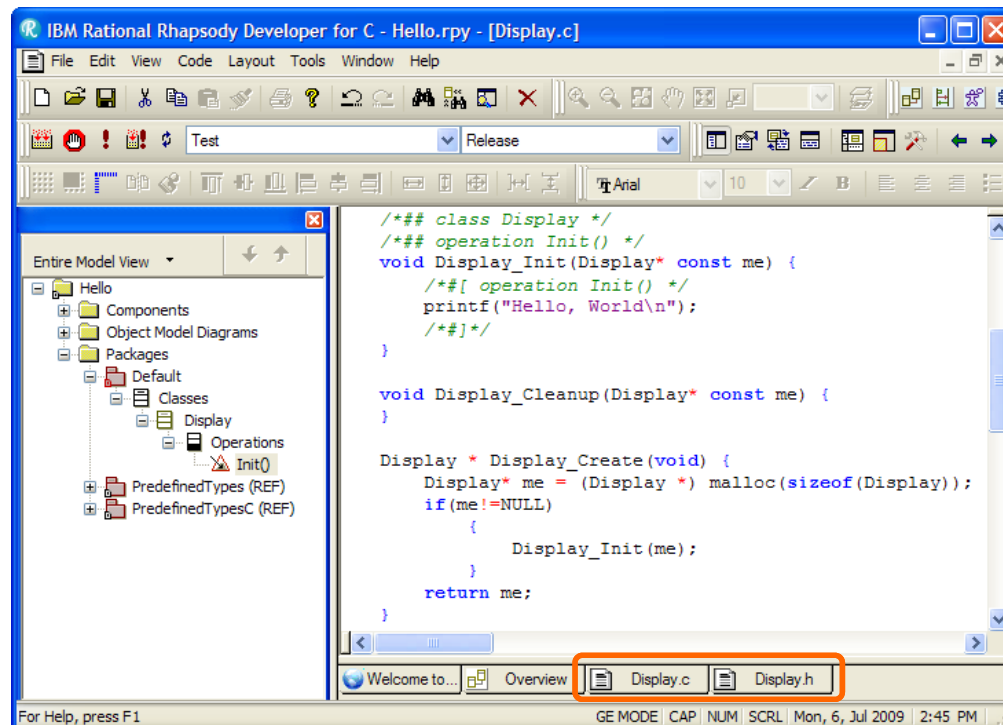 IBM Rational Rhapsody Developer for C - Hello.rpy - [Display.c]
File Edit View Code Layout Tools Window Help
Test Release
Arial 10
Entire Model View
Hello
Components
Object Model Diagrams
Packages
Default
Classes
Display
Operations
Init()
PredefinedTypes (REF)
PredefinedTypesC (REF)
/*## class Display */
/*## operation Init() */
void Display_Init(Display* const me) {
    /*#[ operation Init() */
    printf("Hello, World\n");
    /*#]*/
}
void Display_Cleanup(Display* const me) {
}
Display * Display_Create(void) {
    Display* me = (Display *) malloc(sizeof(Display));
    if(me!=NULL)
        {
            Display_Init(me);
        }
    return me;
}
Welcome to... Overview Display.c Display.h
For Help, press F1 GE MODE CAP NUM SCRL Mon, 6, Jul 2009 2:45 PM